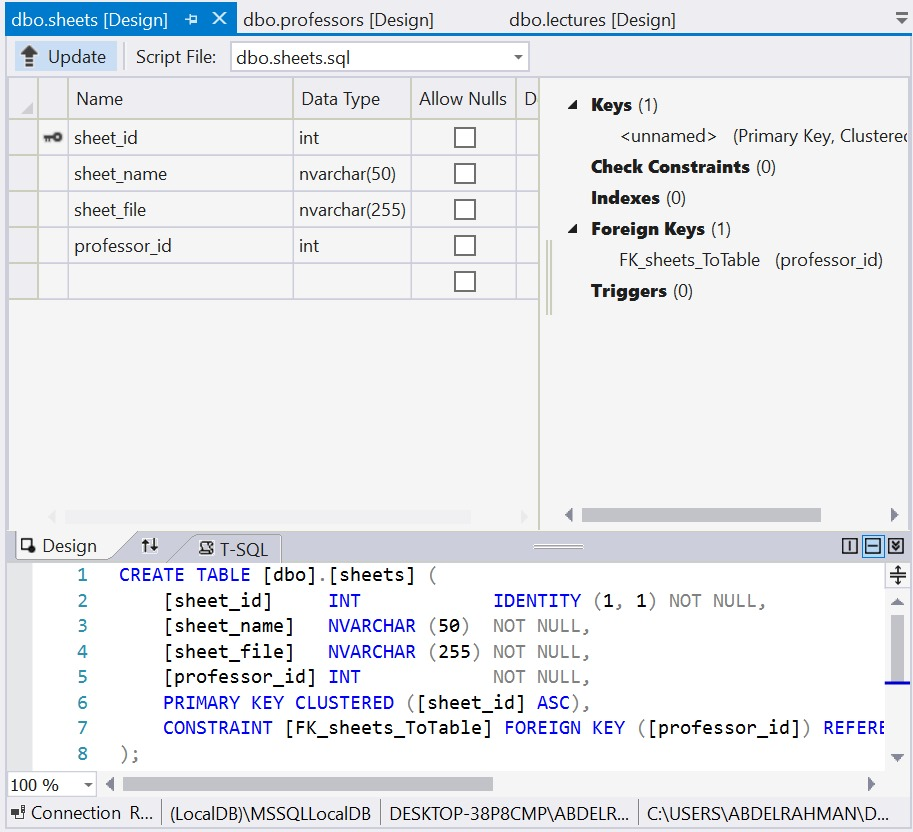 dbo.sheets [Design] dbo.professors [Design] dbo.lectures [Design]
Update Script File: dbo.sheets.sql
Name Data Type Allow Nulls D
sheet_id int
sheet_name nvarchar(50)
sheet_file nvarchar(255)
professor_id int
Keys (1)
<unnamed> (Primary Key, Clustered
Check Constraints (0)
Indexes (0)
Foreign Keys (1)
FK_sheets_ToTable (professor_id)
Triggers (0)
Design T-SQL
1 CREATE TABLE [dbo].[sheets] (
2 [sheet_id] INT IDENTITY (1, 1) NOT NULL,
3 [sheet_name] NVARCHAR (50) NOT NULL,
4 [sheet_file] NVARCHAR (255) NOT NULL,
5 [professor_id] INT NOT NULL,
6 PRIMARY KEY CLUSTERED ([sheet_id] ASC),
7 CONSTRAINT [FK_sheets_ToTable] FOREIGN KEY ([professor_id]) REFERE
8 );
100 %
Connection R... (LocalDB)\MSSQLLocalDB DESKTOP-38P8CMP\ABDELR... C:\USERS\ABDELRAHMAN\D...